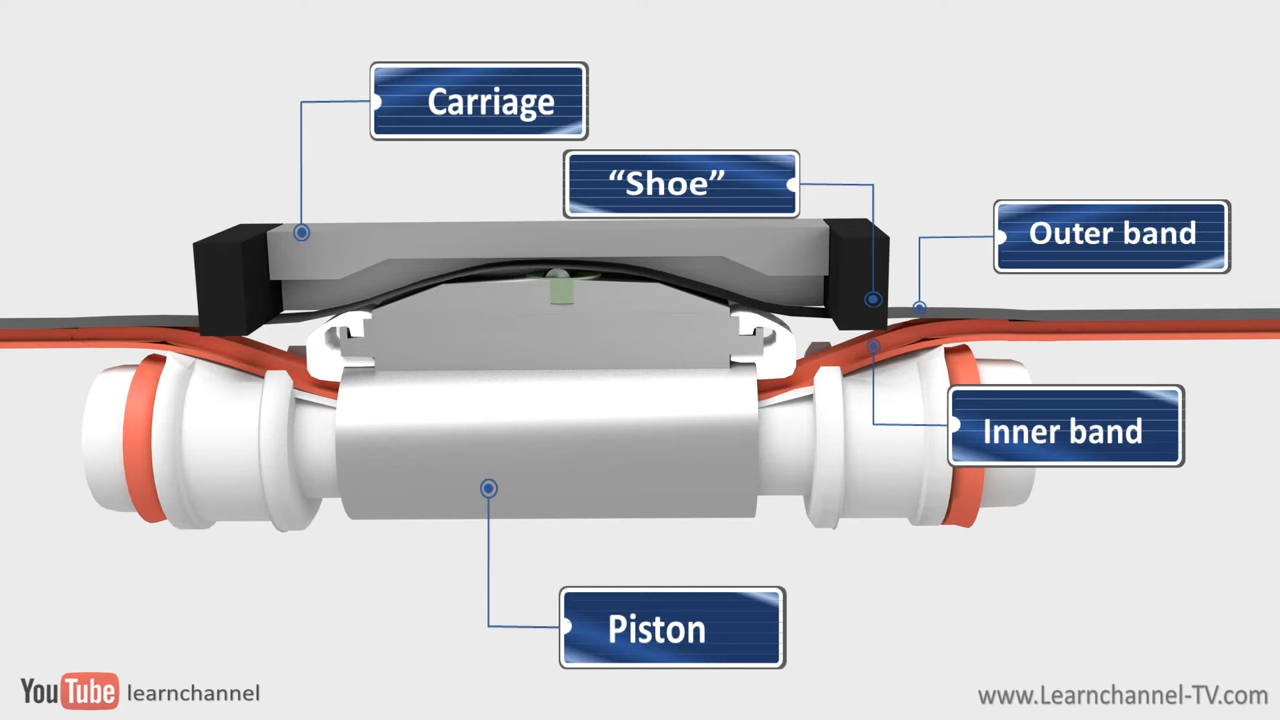 Carriage
“Shoe”
Outer band
Inner band
Piston
YouTube learnchannel
www.Learnchannel-TV.com